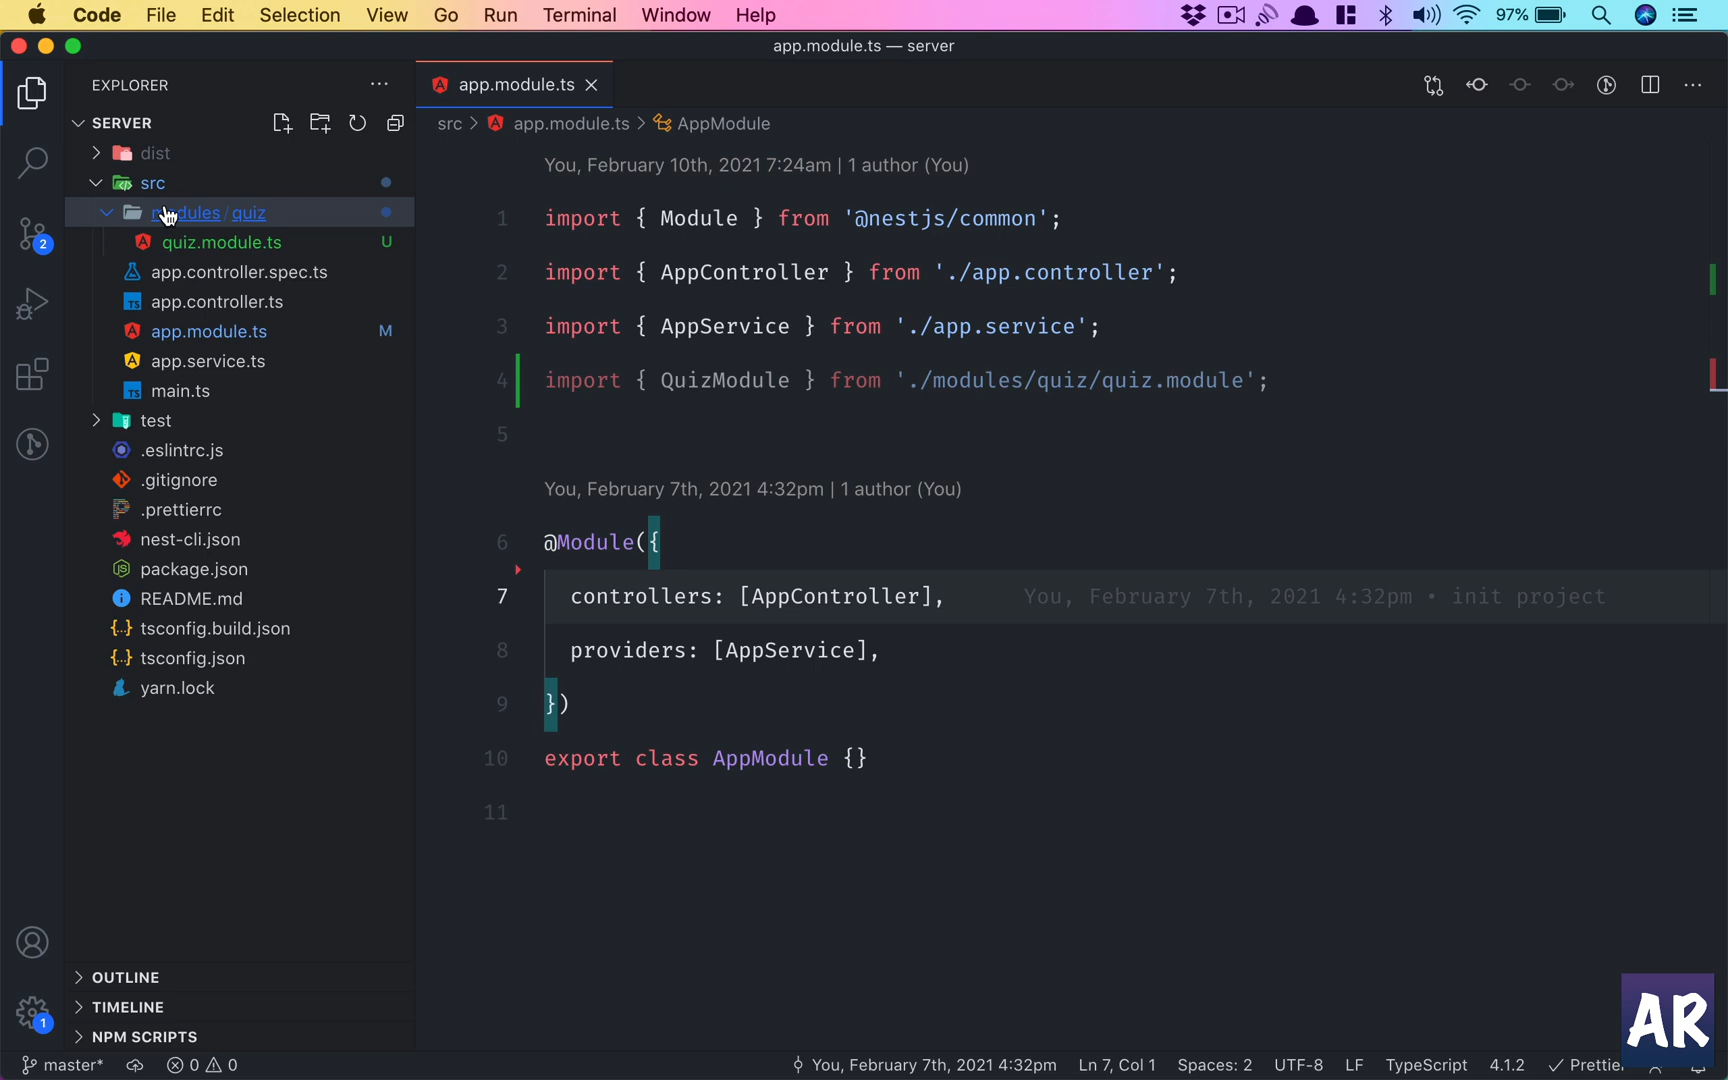 Code File Edit Selection View Go Run Terminal Window Help 97%
app.module.ts — server
EXPLORER
SERVER
dist
src
modules / quiz
quiz.module.ts U
app.controller.spec.ts
app.controller.ts
app.module.ts M
app.service.ts
main.ts
test
.eslintrc.js
.gitignore
.prettierrc
nest-cli.json
package.json
README.md
tsconfig.build.json
tsconfig.json
yarn.lock
OUTLINE
TIMELINE
NPM SCRIPTS
2
1
app.module.ts
src > app.module.ts > AppModule
You, February 10th, 2021 7:24am | 1 author (You)
1 import { Module } from '@nestjs/common';
2 import { AppController } from './app.controller';
3 import { AppService } from './app.service';
4 import { QuizModule } from './modules/quiz/quiz.module';
5
You, February 7th, 2021 4:32pm | 1 author (You)
6 @Module({
7 controllers: [AppController], You, February 7th, 2021 4:32pm • init project
8 providers: [AppService],
9 })
10 export class AppModule {}
11
AR
master* 0 0 You, February 7th, 2021 4:32pm Ln 7, Col 1 Spaces: 2 UTF-8 LF TypeScript 4.1.2